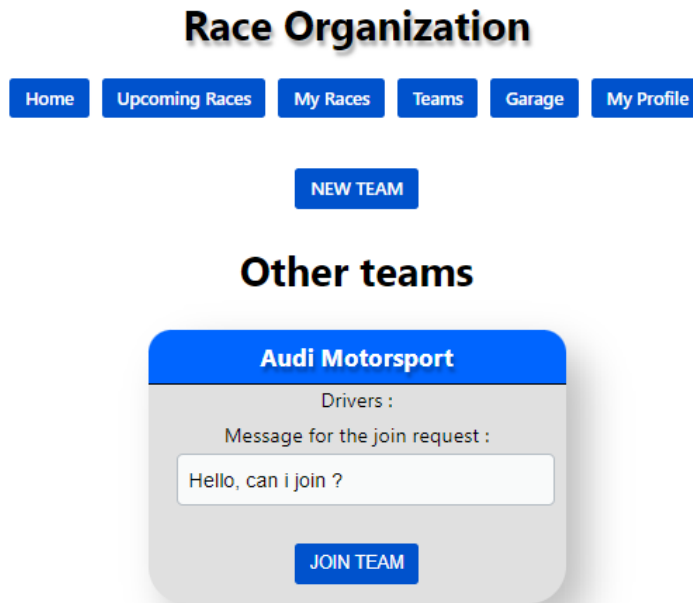 Race Organization
Home Upcoming Races My Races Teams Garage My Profile
NEW TEAM
Other teams
Audi Motorsport
Drivers :
Message for the join request :
Hello, can i join ?
JOIN TEAM